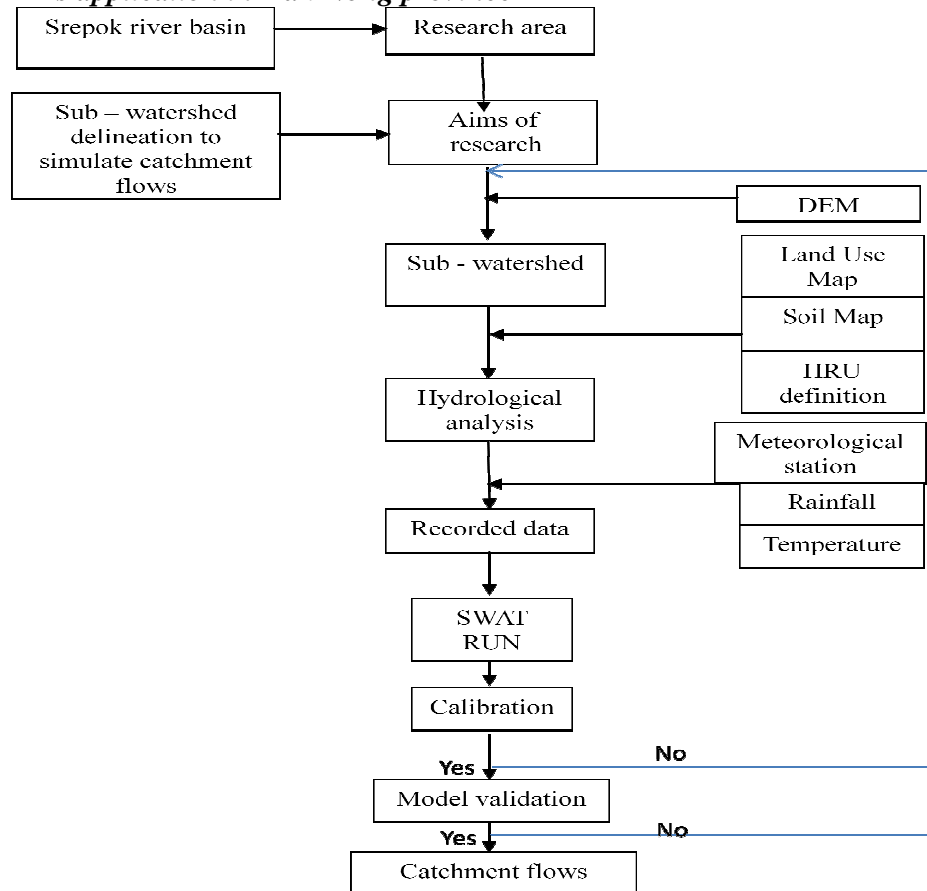 Srepok river basin
Research area
Sub – watershed
delineation to
simulate catchment
flows
Aims of
research
DEM
Sub - watershed
Land Use
Map
Soil Map
HRU
definition
Hydrological
analysis
Meteorological
station
Rainfall
Recorded data
Temperature
SWAT
RUN
Calibration
No
Yes
Model validation
No
Yes
Catchment flows